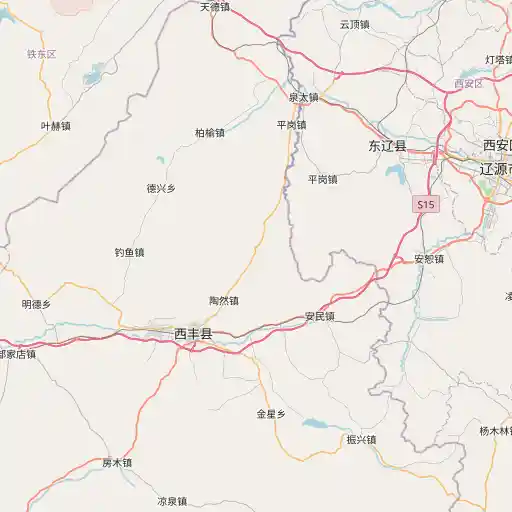 天德镇
云顶镇
铁东区
灯塔镇
西安区
泉太镇
叶赫镇
柏榆镇
平岗镇
东辽县
西安区
辽源市
平岗镇
德兴乡
S15
钓鱼镇
安恕镇
明德乡
陶然镇
凌
安民镇
西丰县
郜家店镇
金星乡
杨木林镇
振兴镇
房木镇
凉泉镇